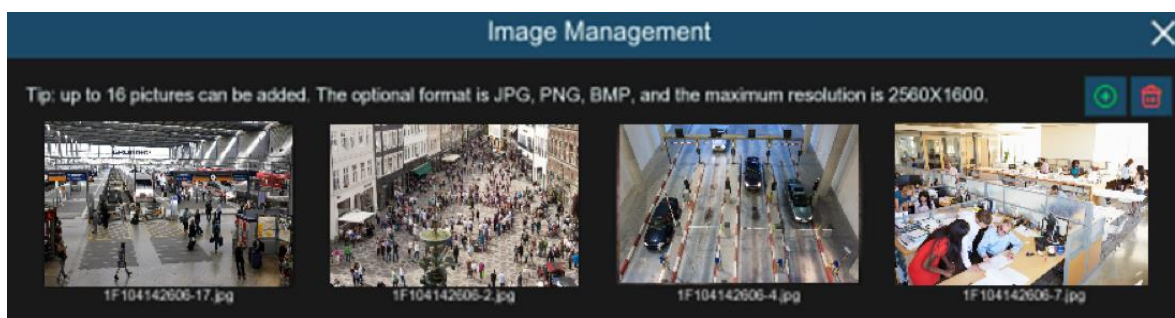 Image Management
Tip: up to 16 pictures can be added. The optional format is JPG, PNG, BMP, and the maximum resolution is 2560X1600.
1F104142606-17.jpg
1F104142606-2.jpg
1F104142606-4.jpg
1F104142606-7.jpg